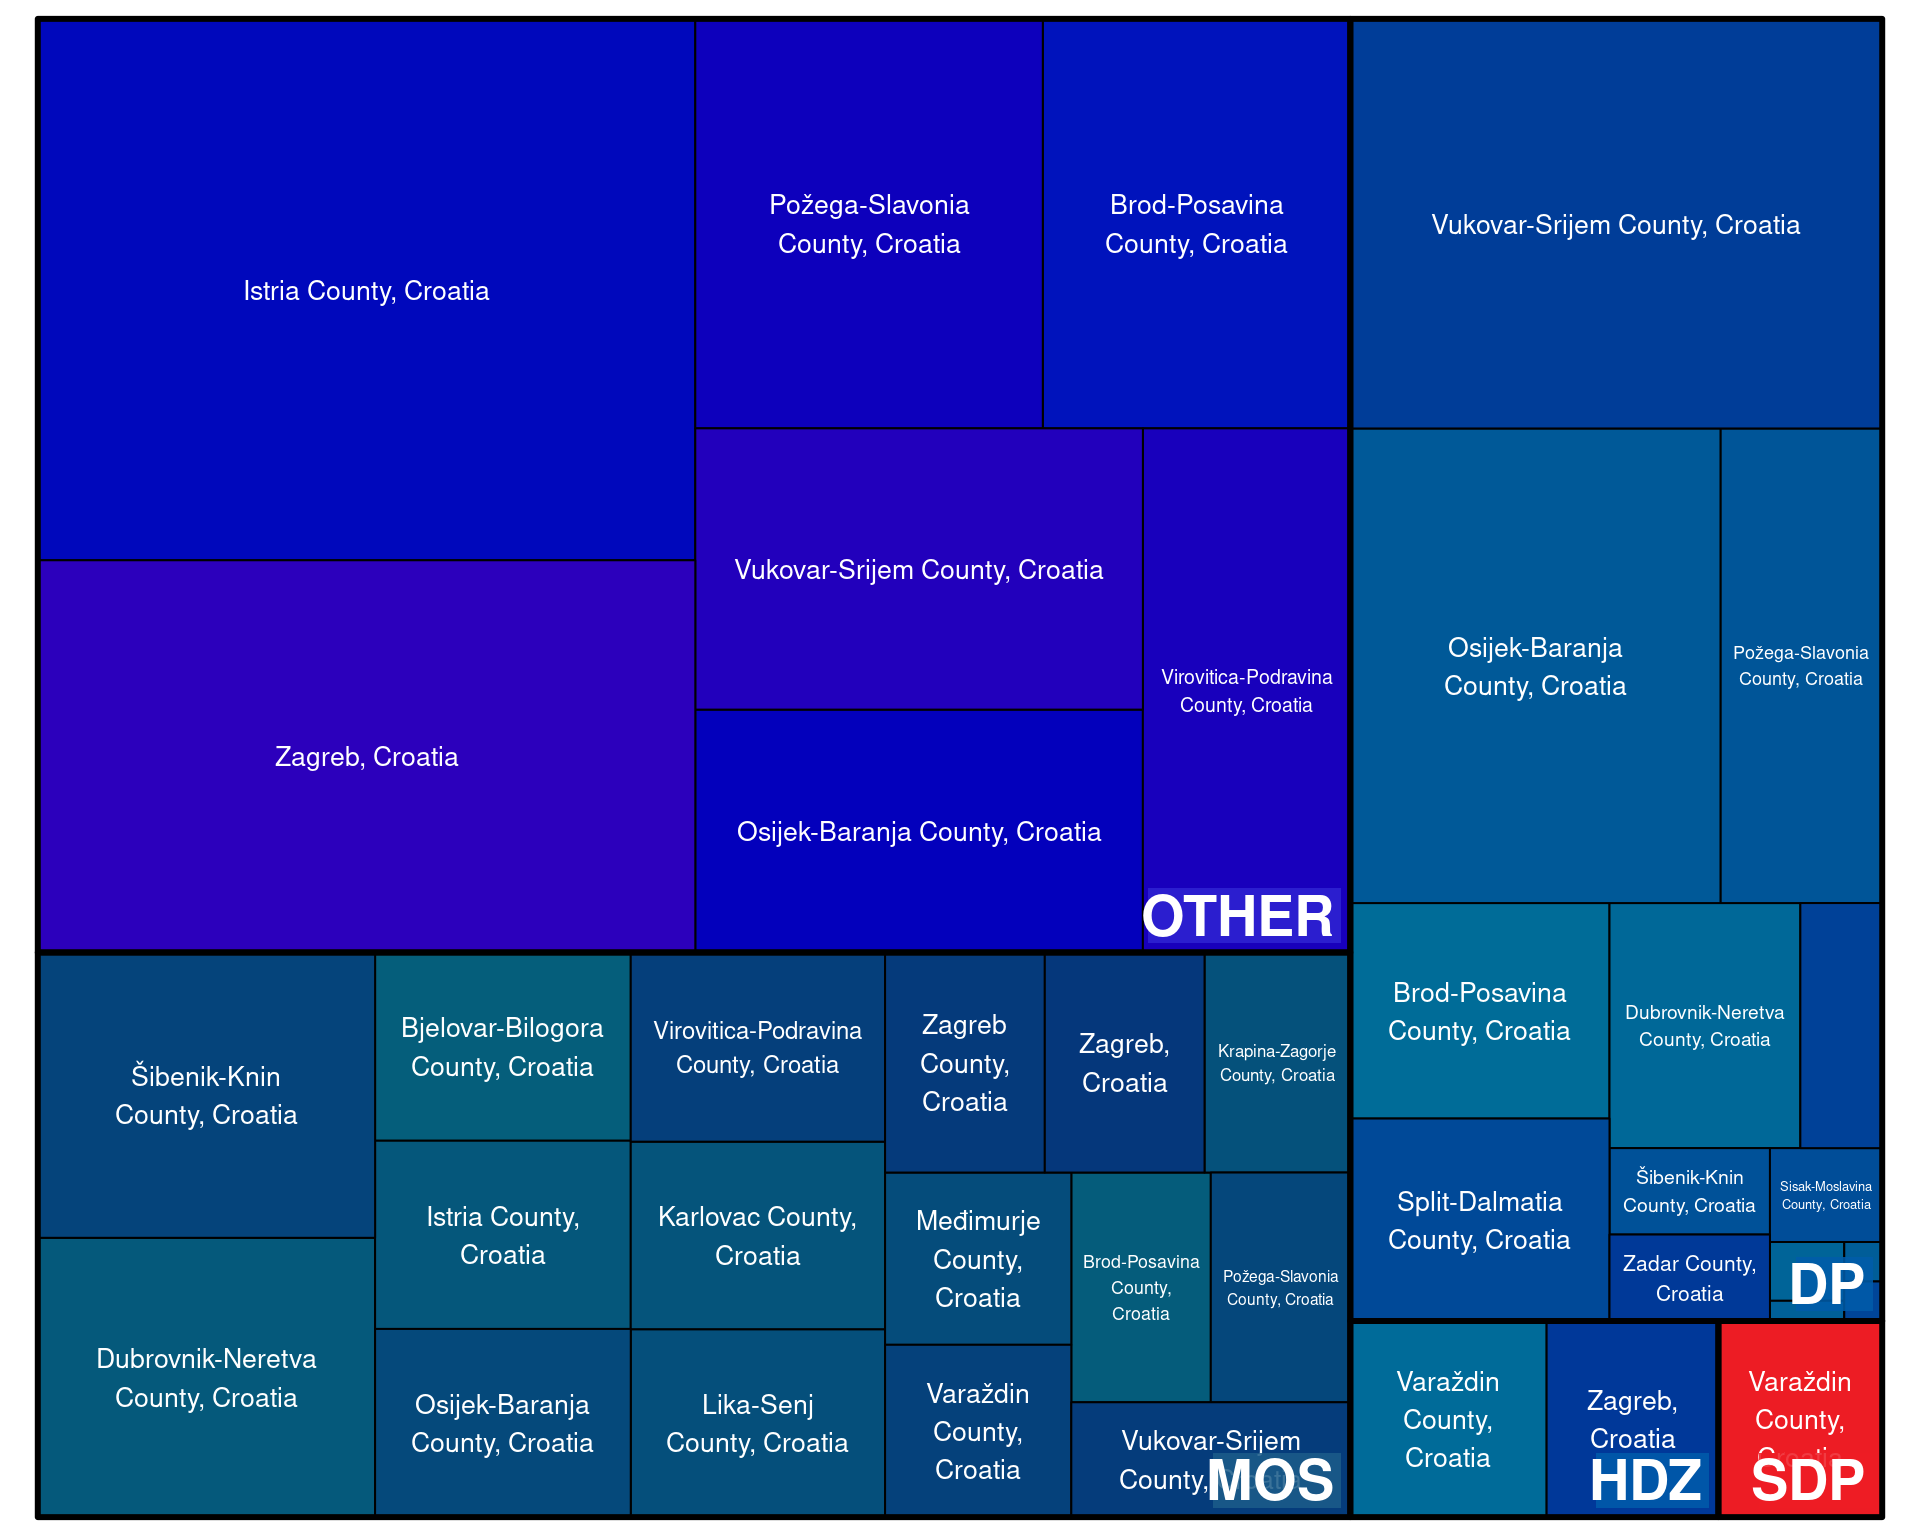 Istria County, Croatia
Zagreb, Croatia
Požega-Slavonia
County, Croatia
Brod-Posavina
County, Croatia
Vukovar-Srijem County, Croatia
Osijek-Baranja County, Croatia
Virovitica-Podravina
County, Croatia
OTHER
Vukovar-Srijem County, Croatia
Osijek-Baranja
County, Croatia
Požega-Slavonia
County, Croatia
Brod-Posavina
County, Croatia
Dubrovnik-Neretva
County, Croatia
Split-Dalmatia
County, Croatia
Šibenik-Knin
County, Croatia
Sisak-Moslavina
County, Croatia
Zadar County,
Croatia
DP
Šibenik-Knin
County, Croatia
Dubrovnik-Neretva
County, Croatia
Bjelovar-Bilogora
County, Croatia
Istria County,
Croatia
Osijek-Baranja
County, Croatia
Virovitica-Podravina
County, Croatia
Karlovac County,
Croatia
Lika-Senj
County, Croatia
Zagreb
County,
Croatia
Zagreb,
Croatia
Krapina-Zagorje
County, Croatia
Međimurje
County,
Croatia
Brod-Posavina
County,
Croatia
Požega-Slavonia
County, Croatia
Varaždin
County,
Croatia
Vukovar-Srijem
County, Croatia
MOS
Varaždin
County,
Croatia
Zagreb,
Croatia
HDZ
Varaždin
County,
Croatia
SDP